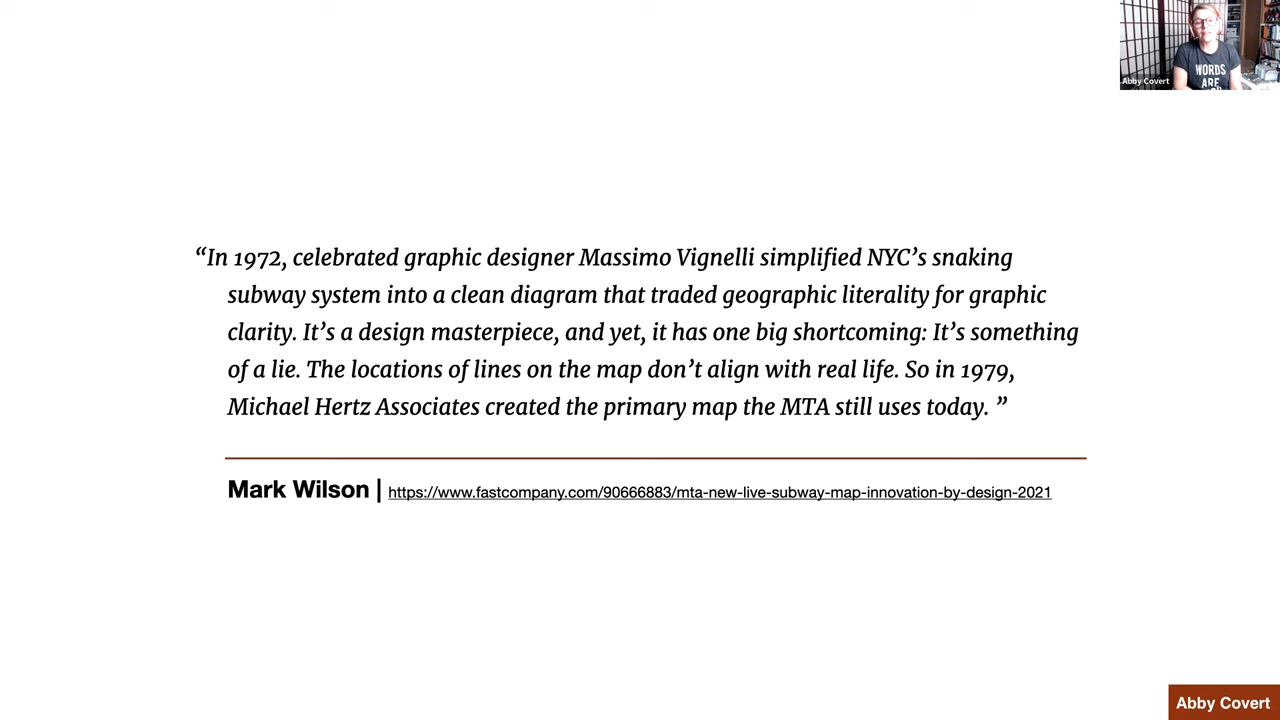 Abby Covert
WORDS
ARE
“In 1972, celebrated graphic designer Massimo Vignelli simplified NYC’s snaking
subway system into a clean diagram that traded geographic literality for graphic
clarity. It’s a design masterpiece, and yet, it has one big shortcoming: It’s something
of a lie. The locations of lines on the map don’t align with real life. So in 1979,
Michael Hertz Associates created the primary map the MTA still uses today. ”
Mark Wilson | https://www.fastcompany.com/90666883/mta-new-live-subway-map-innovation-by-design-2021
Abby Covert